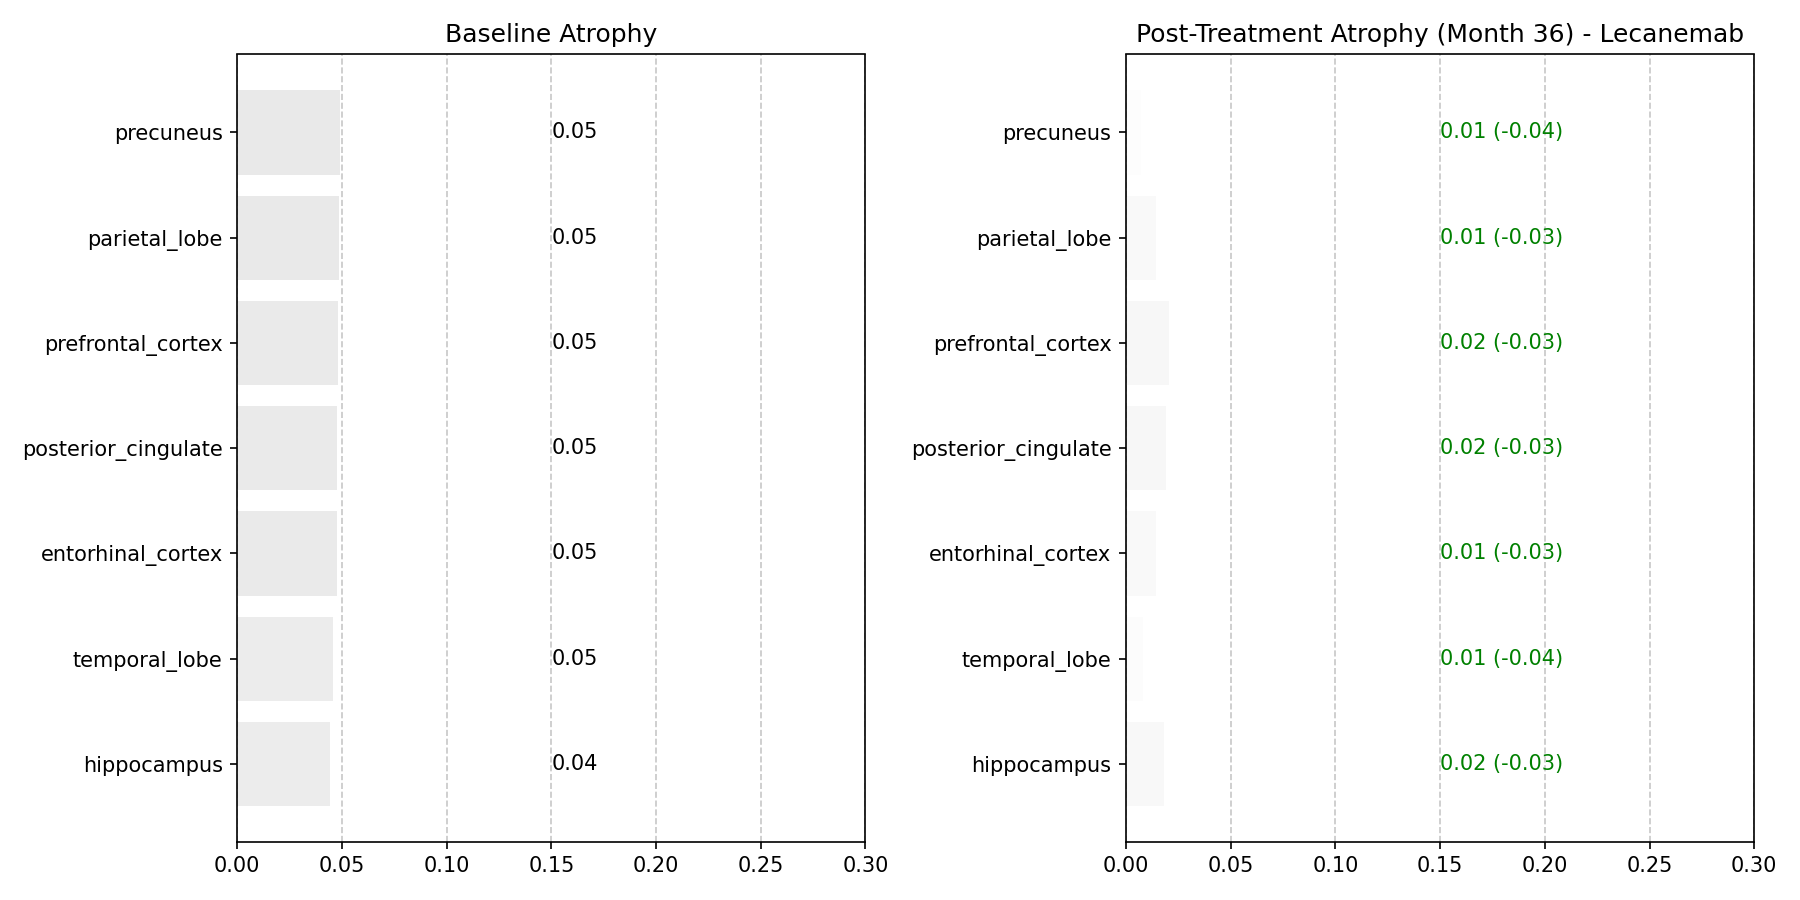 Baseline Atrophy
precuneus 0.05
parietal_lobe 0.05
prefrontal_cortex 0.05
posterior_cingulate 0.05
entorhinal_cortex 0.05
temporal_lobe 0.05
hippocampus 0.04
0.00 0.05 0.10 0.15 0.20 0.25 0.30
Post-Treatment Atrophy (Month 36) - Lecanemab
precuneus 0.01 (-0.04)
parietal_lobe 0.01 (-0.03)
prefrontal_cortex 0.02 (-0.03)
posterior_cingulate 0.02 (-0.03)
entorhinal_cortex 0.01 (-0.03)
temporal_lobe 0.01 (-0.04)
hippocampus 0.02 (-0.03)
0.00 0.05 0.10 0.15 0.20 0.25 0.30